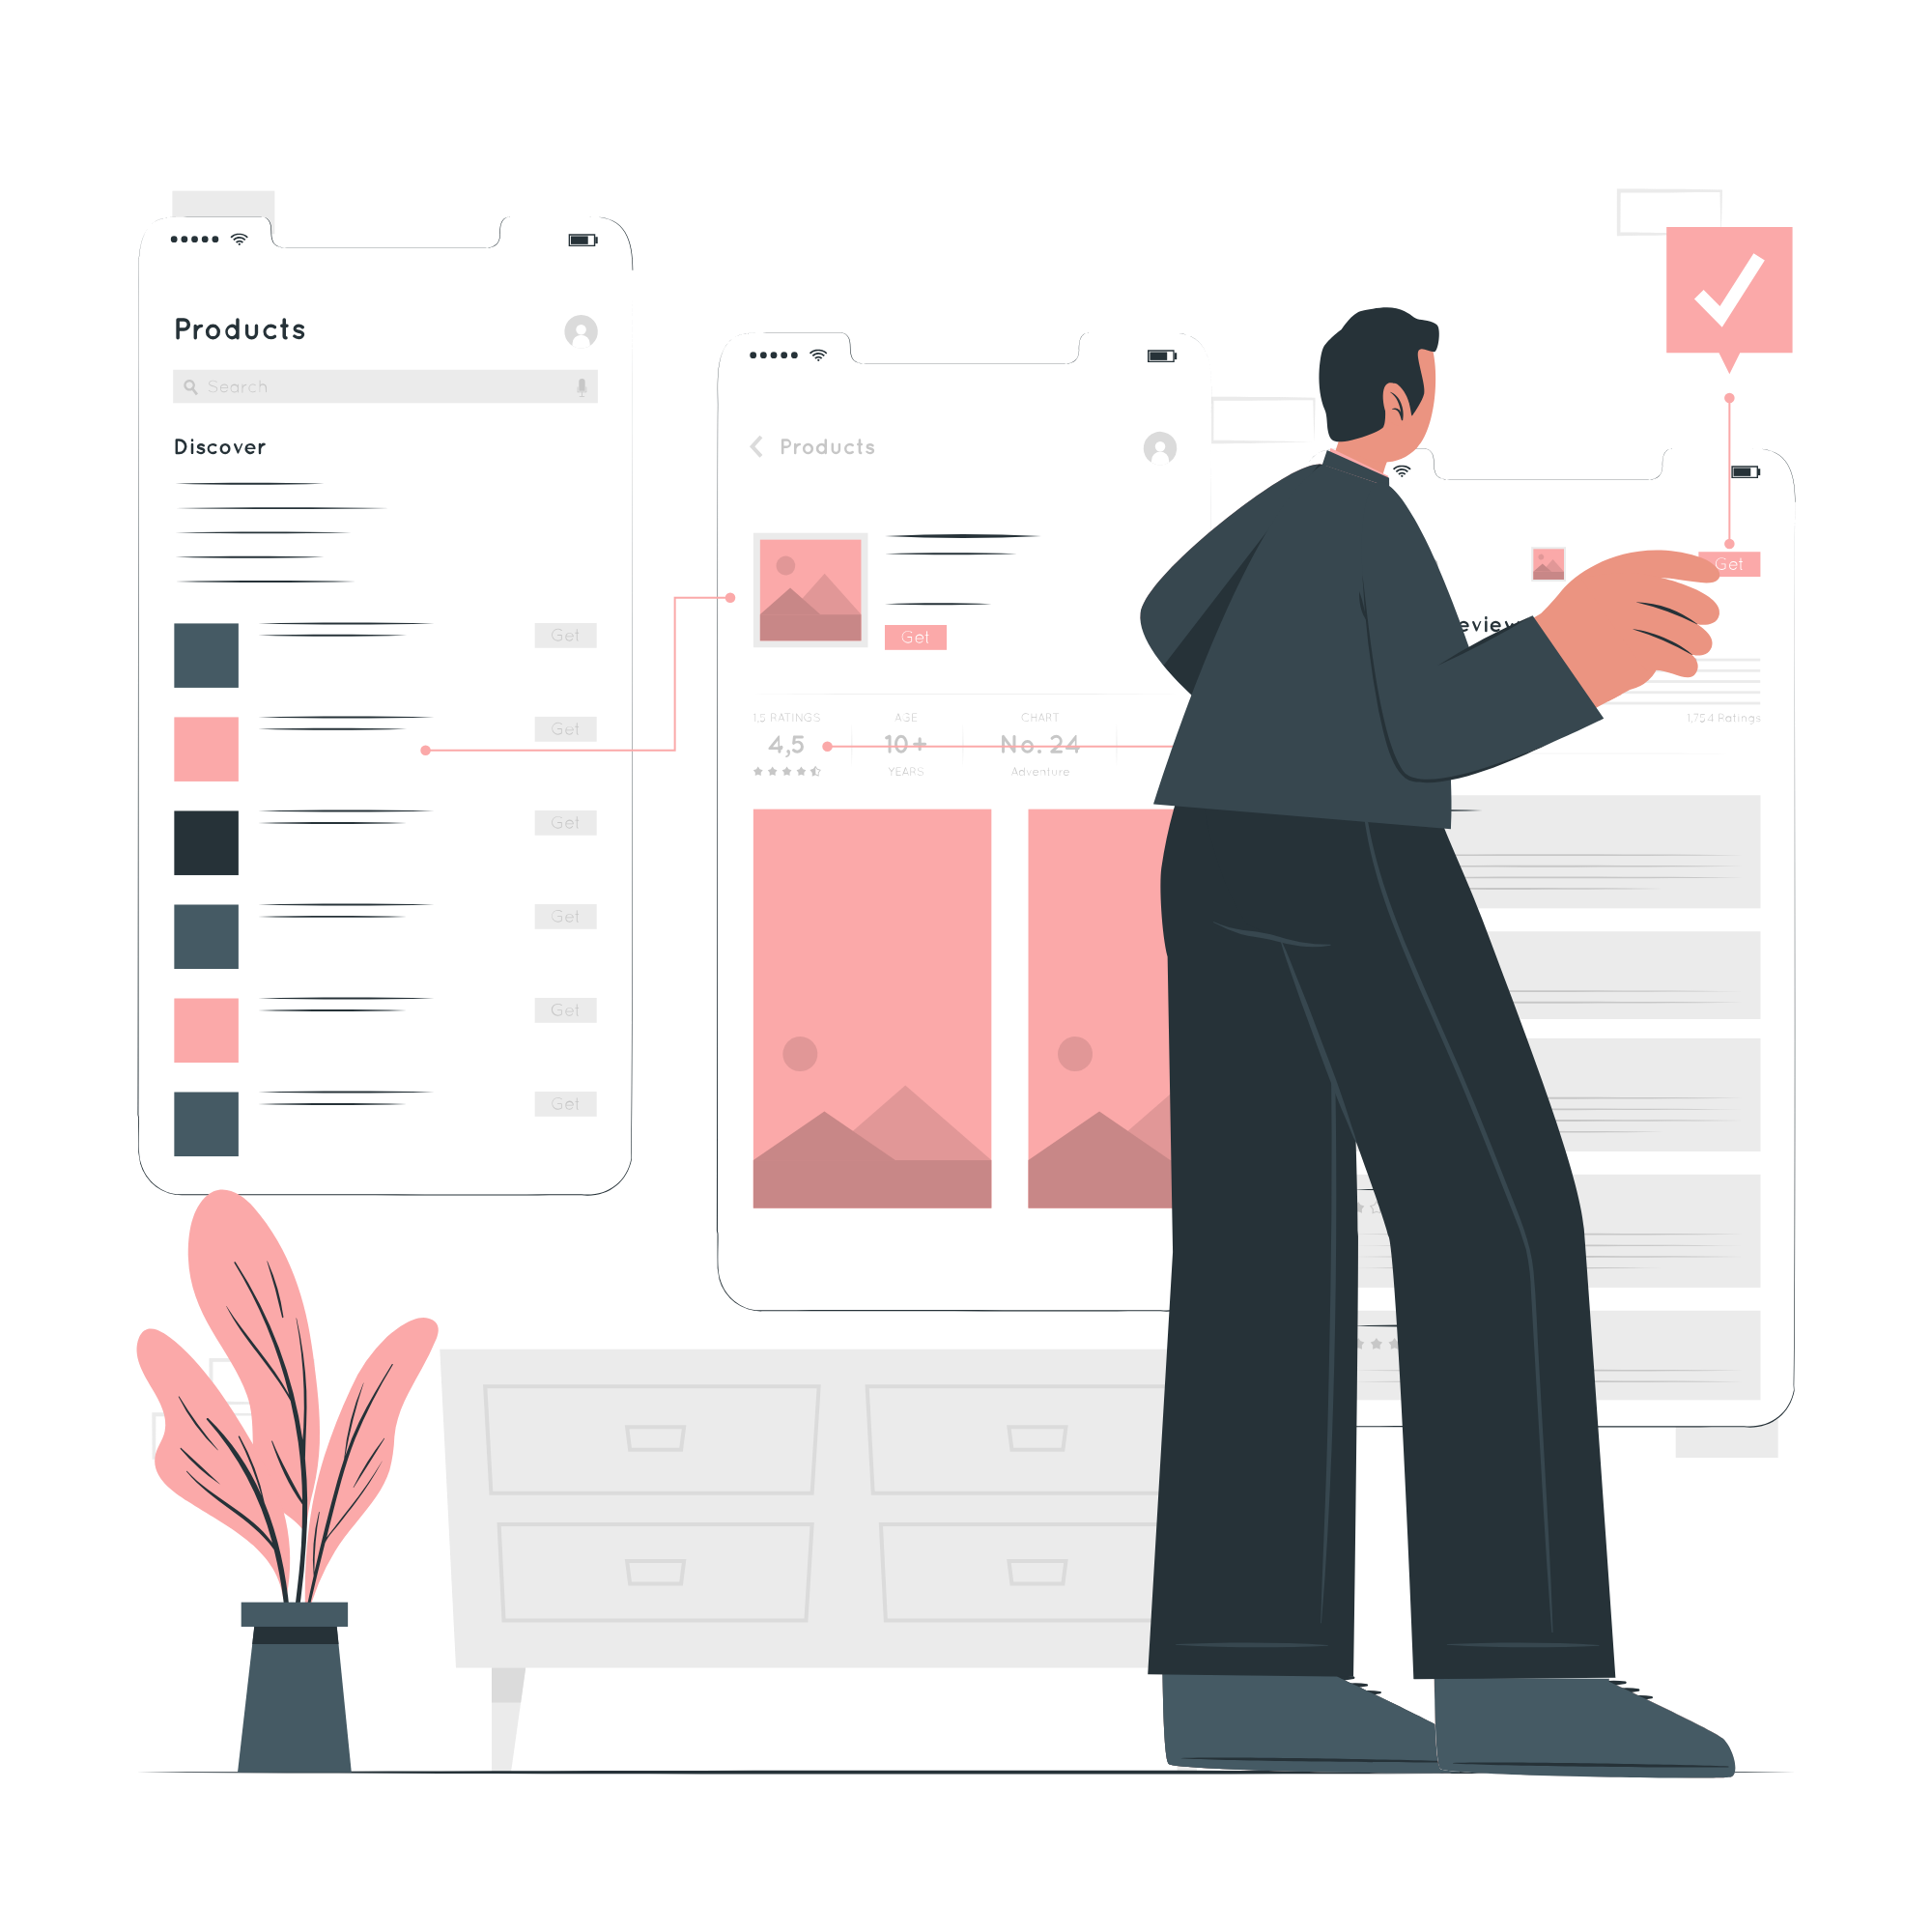 Products
Search
Discover
Get
Get
Get
Get
Get
Get
Products
Get
1,5 RATINGS AGE CHART
4,5 10+ No. 24
YEARS Adventure
Get
1,754 Ratings